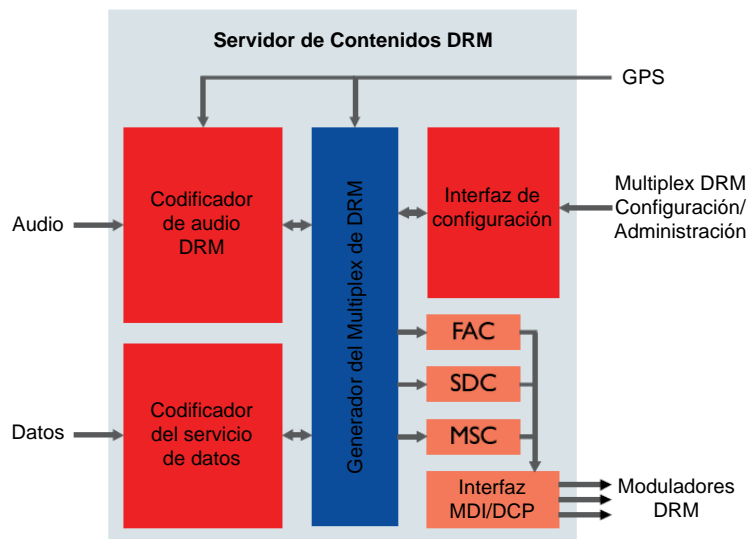 Servidor de Contenidos DRM
GPS
Codificador
de audio
DRM
Generador del Multiplex de DRM
Interfaz de
configuración
Multiplex DRM
Configuración/
Administración
Audio
FAC
SDC
MSC
Codificador
del servicio
de datos
Datos
Interfaz
MDI/DCP
Moduladores
DRM